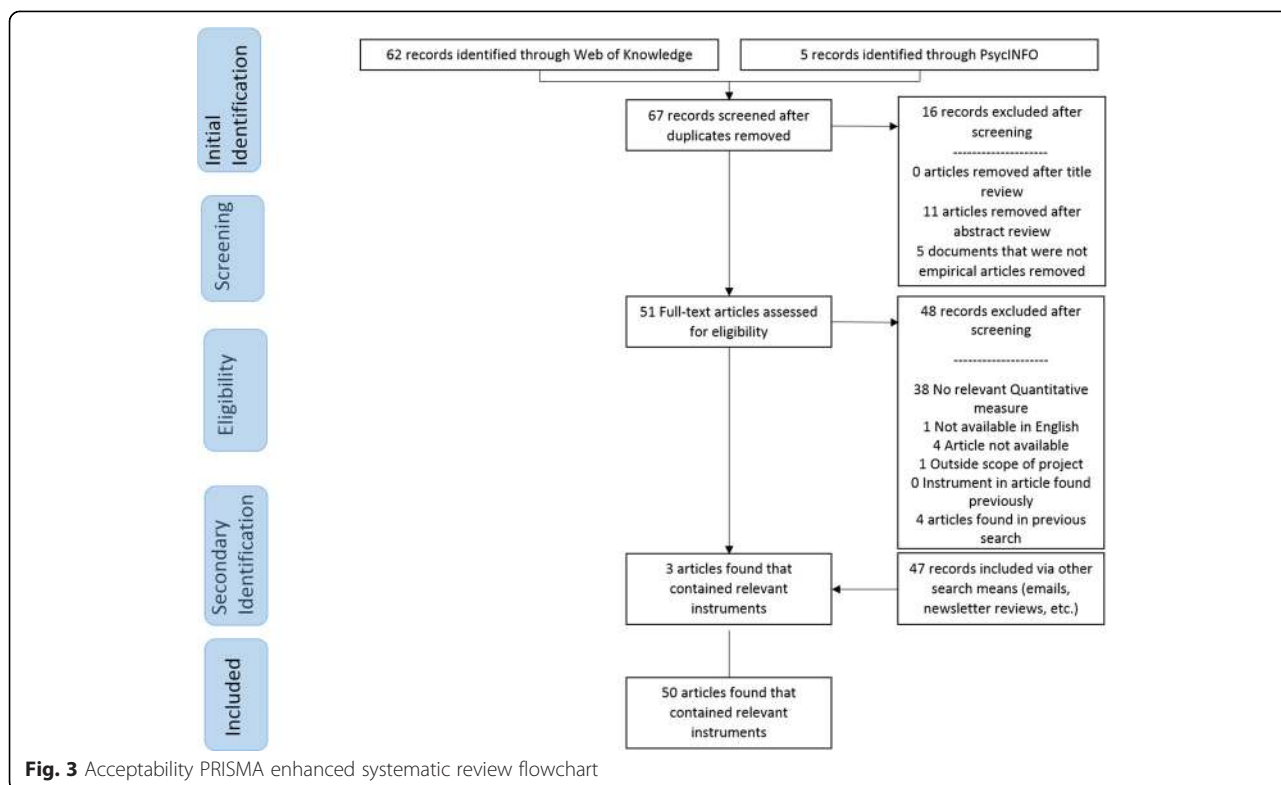 62 records identified through Web of Knowledge
5 records identified through PsycINFO
Initial
Identification
67 records screened after
duplicates removed
16 records excluded after
screening
---------------------
0 articles removed after title
review
11 articles removed after
abstract review
5 documents that were not
empirical articles removed
Screening
51 Full-text articles assessed
for eligibility
48 records excluded after
screening
---------------------
38 No relevant Quantitative
measure
1 Not available in English
4 Article not available
1 Outside scope of project
0 Instrument in article found
previously
4 articles found in previous
search
Eligibility
Secondary
Identification
3 articles found that
contained relevant
instruments
47 records included via other
search means (emails,
newsletter reviews, etc.)
Included
50 articles found that
contained relevant
instruments
Fig. 3 Acceptability PRISMA enhanced systematic review flowchart